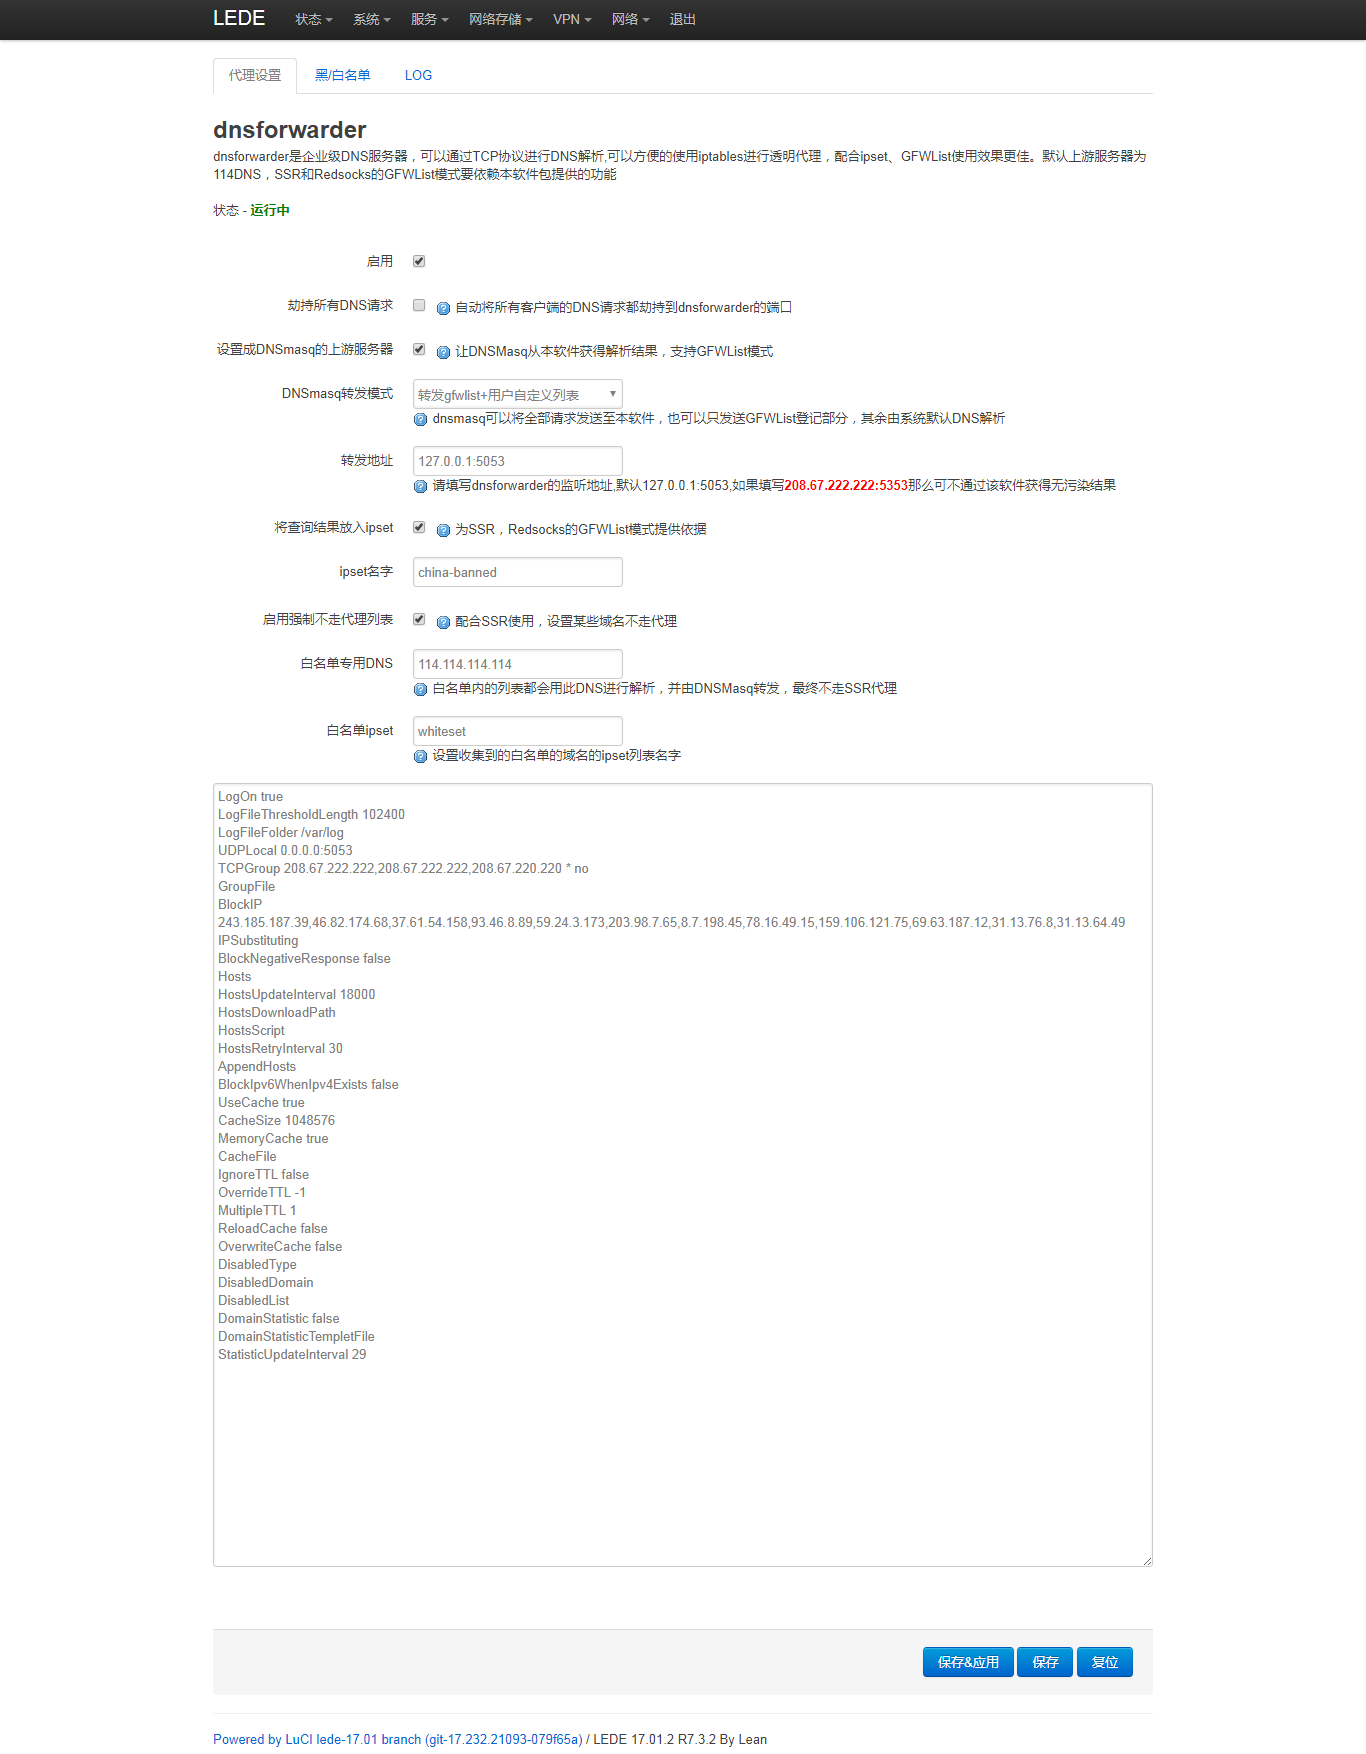 LEDE 状态 系统 服务 网络存储 VPN 网络 退出
代理设置 黑/白名单 LOG
dnsforwarder
dnsforwarder是企业级DNS服务器，可以通过TCP协议进行DNS解析,可以方便的使用iptables进行透明代理，配合ipset、GFWList使用效果更佳。默认上游服务器为
114DNS，SSR和Redsocks的GFWList模式要依赖本软件包提供的功能
状态 - 运行中
启用
劫持所有DNS请求 自动将所有客户端的DNS请求都劫持到dnsforwarder的端口
设置成DNSmasq的上游服务器 让DNSMasq从本软件获得解析结果，支持GFWList模式
DNSmasq转发模式 转发gfwlist+用户自定义列表
dnsmasq可以将全部请求发送至本软件，也可以只发送GFWList登记部分，其余由系统默认DNS解析
转发地址 127.0.0.1:5053
请填写dnsforwarder的监听地址,默认127.0.0.1:5053,如果填写208.67.222.222:5353那么可不通过该软件获得无污染结果
将查询结果放入ipset 为SSR，Redsocks的GFWList模式提供依据
ipset名字 china-banned
启用强制不走代理列表 配合SSR使用，设置某些域名不走代理
白名单专用DNS 114.114.114.114
白名单内的列表都会用此DNS进行解析，并由DNSMasq转发，最终不走SSR代理
白名单ipset whiteset
设置收集到的白名单的域名的ipset列表名字
LogOn true
LogFileThresholdLength 102400
LogFileFolder /var/log
UDPLocal 0.0.0.0:5053
TCPGroup 208.67.222.222,208.67.222.222,208.67.220.220 * no
GroupFile
BlockIP
243.185.187.39,46.82.174.68,37.61.54.158,93.46.8.89,59.24.3.173,203.98.7.65,8.7.198.45,78.16.49.15,159.106.121.75,69.63.187.12,31.13.76.8,31.13.64.49
IPSubstituting
BlockNegativeResponse false
Hosts
HostsUpdateInterval 18000
HostsDownloadPath
HostsScript
HostsRetryInterval 30
AppendHosts
BlockIpv6WhenIpv4Exists false
UseCache true
CacheSize 1048576
MemoryCache true
CacheFile
IgnoreTTL false
OverrideTTL -1
MultipleTTL 1
ReloadCache false
OverwriteCache false
DisabledType
DisabledDomain
DisabledList
DomainStatistic false
DomainStatisticTempletFile
StatisticUpdateInterval 29
保存&应用 保存 复位
Powered by LuCI lede-17.01 branch (git-17.232.21093-079f65a) / LEDE 17.01.2 R7.3.2 By Lean